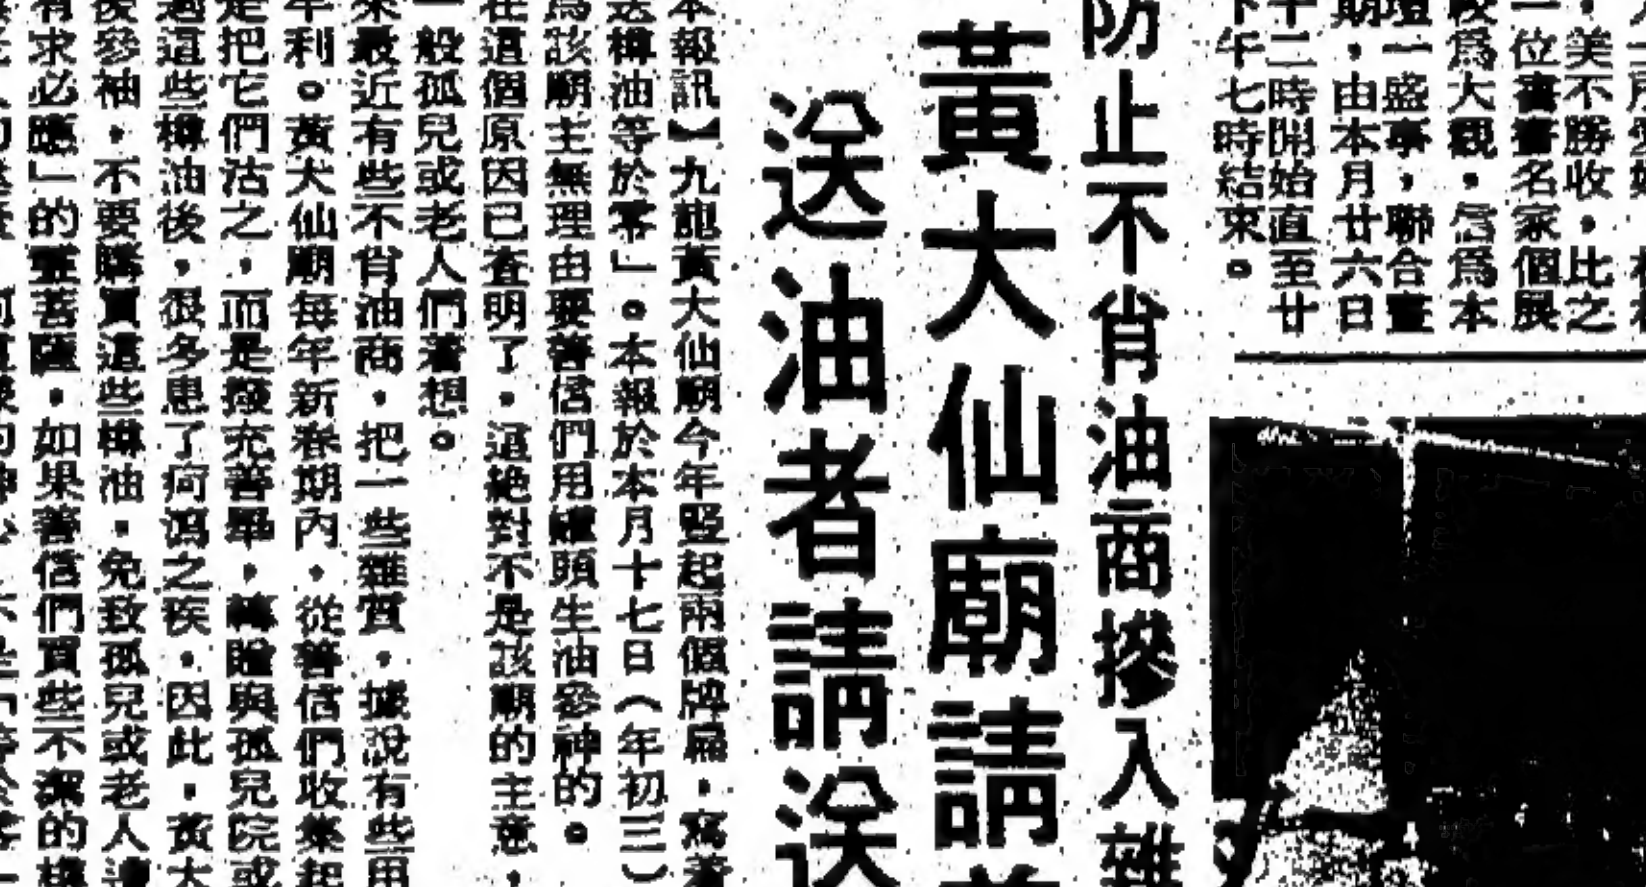 美不勝收，此之
一位書畫名家個展
較爲大觀，信爲本
壇一盛事，聯合畫
期，由本月廿六日
十二時開始直至廿
下午七時結束。
防止不肖油商摻入雜
黃大仙廟請善
送油者請送
本報訊】九龍黃大仙廟今年豎起兩個牌扁，寫着
送樽油等於零」。本報於本月十七日（年初三）
爲該廟主無理由要善信們用罐頭生油參神的。
在這個原因已查明了，這絕對不是該廟的主意，
一般孤兒或老人們著想。
來最近有些不肖油商，把一些雜質，據說有些用
年利。黃大仙廟每年新春期內，從善信們收集起
是把它們沽之，而是撥充善舉，轉贈與孤兒院或
過這些樽油後，很多患了疴瀉之疾，因此，黃大
後參袖，不要購買這些樽油，免致孤兒或老人遭
有求必應」的黃菩薩，如果善信們買些不潔的樽